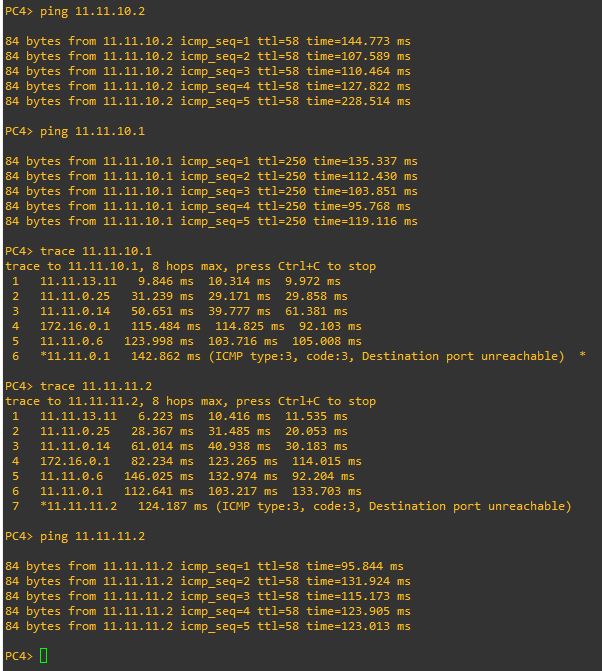 PC4> ping 11.11.10.2
84 bytes from 11.11.10.2 icmp_seq=1 ttl=58 time=144.773 ms
84 bytes from 11.11.10.2 icmp_seq=2 ttl=58 time=107.589 ms
84 bytes from 11.11.10.2 icmp_seq=3 ttl=58 time=110.464 ms
84 bytes from 11.11.10.2 icmp_seq=4 ttl=58 time=127.822 ms
84 bytes from 11.11.10.2 icmp_seq=5 ttl=58 time=228.514 ms
PC4> ping 11.11.10.1
84 bytes from 11.11.10.1 icmp_seq=1 ttl=250 time=135.337 ms
84 bytes from 11.11.10.1 icmp_seq=2 ttl=250 time=112.430 ms
84 bytes from 11.11.10.1 icmp_seq=3 ttl=250 time=103.851 ms
84 bytes from 11.11.10.1 icmp_seq=4 ttl=250 time=95.768 ms
84 bytes from 11.11.10.1 icmp_seq=5 ttl=250 time=119.116 ms
PC4> trace 11.11.10.1
trace to 11.11.10.1, 8 hops max, press Ctrl+C to stop
1 11.11.13.11 9.846 ms 10.314 ms 9.972 ms
2 11.11.0.25 31.239 ms 29.171 ms 29.858 ms
3 11.11.0.14 50.651 ms 39.777 ms 61.381 ms
4 172.16.0.1 115.484 ms 114.825 ms 92.103 ms
5 11.11.0.6 123.998 ms 103.716 ms 105.008 ms
6 *11.11.0.1 142.862 ms (ICMP type:3, code:3, Destination port unreachable) *
PC4> trace 11.11.11.2
trace to 11.11.11.2, 8 hops max, press Ctrl+C to stop
1 11.11.13.11 6.223 ms 10.416 ms 11.535 ms
2 11.11.0.25 28.367 ms 31.485 ms 20.053 ms
3 11.11.0.14 61.014 ms 40.938 ms 30.183 ms
4 172.16.0.1 82.234 ms 123.265 ms 114.015 ms
5 11.11.0.6 146.025 ms 132.974 ms 92.204 ms
6 11.11.0.1 112.641 ms 103.217 ms 133.703 ms
7 *11.11.11.2 124.187 ms (ICMP type:3, code:3, Destination port unreachable)
PC4> ping 11.11.11.2
84 bytes from 11.11.11.2 icmp_seq=1 ttl=58 time=95.844 ms
84 bytes from 11.11.11.2 icmp_seq=2 ttl=58 time=131.924 ms
84 bytes from 11.11.11.2 icmp_seq=3 ttl=58 time=115.173 ms
84 bytes from 11.11.11.2 icmp_seq=4 ttl=58 time=123.905 ms
84 bytes from 11.11.11.2 icmp_seq=5 ttl=58 time=123.013 ms
PC4>